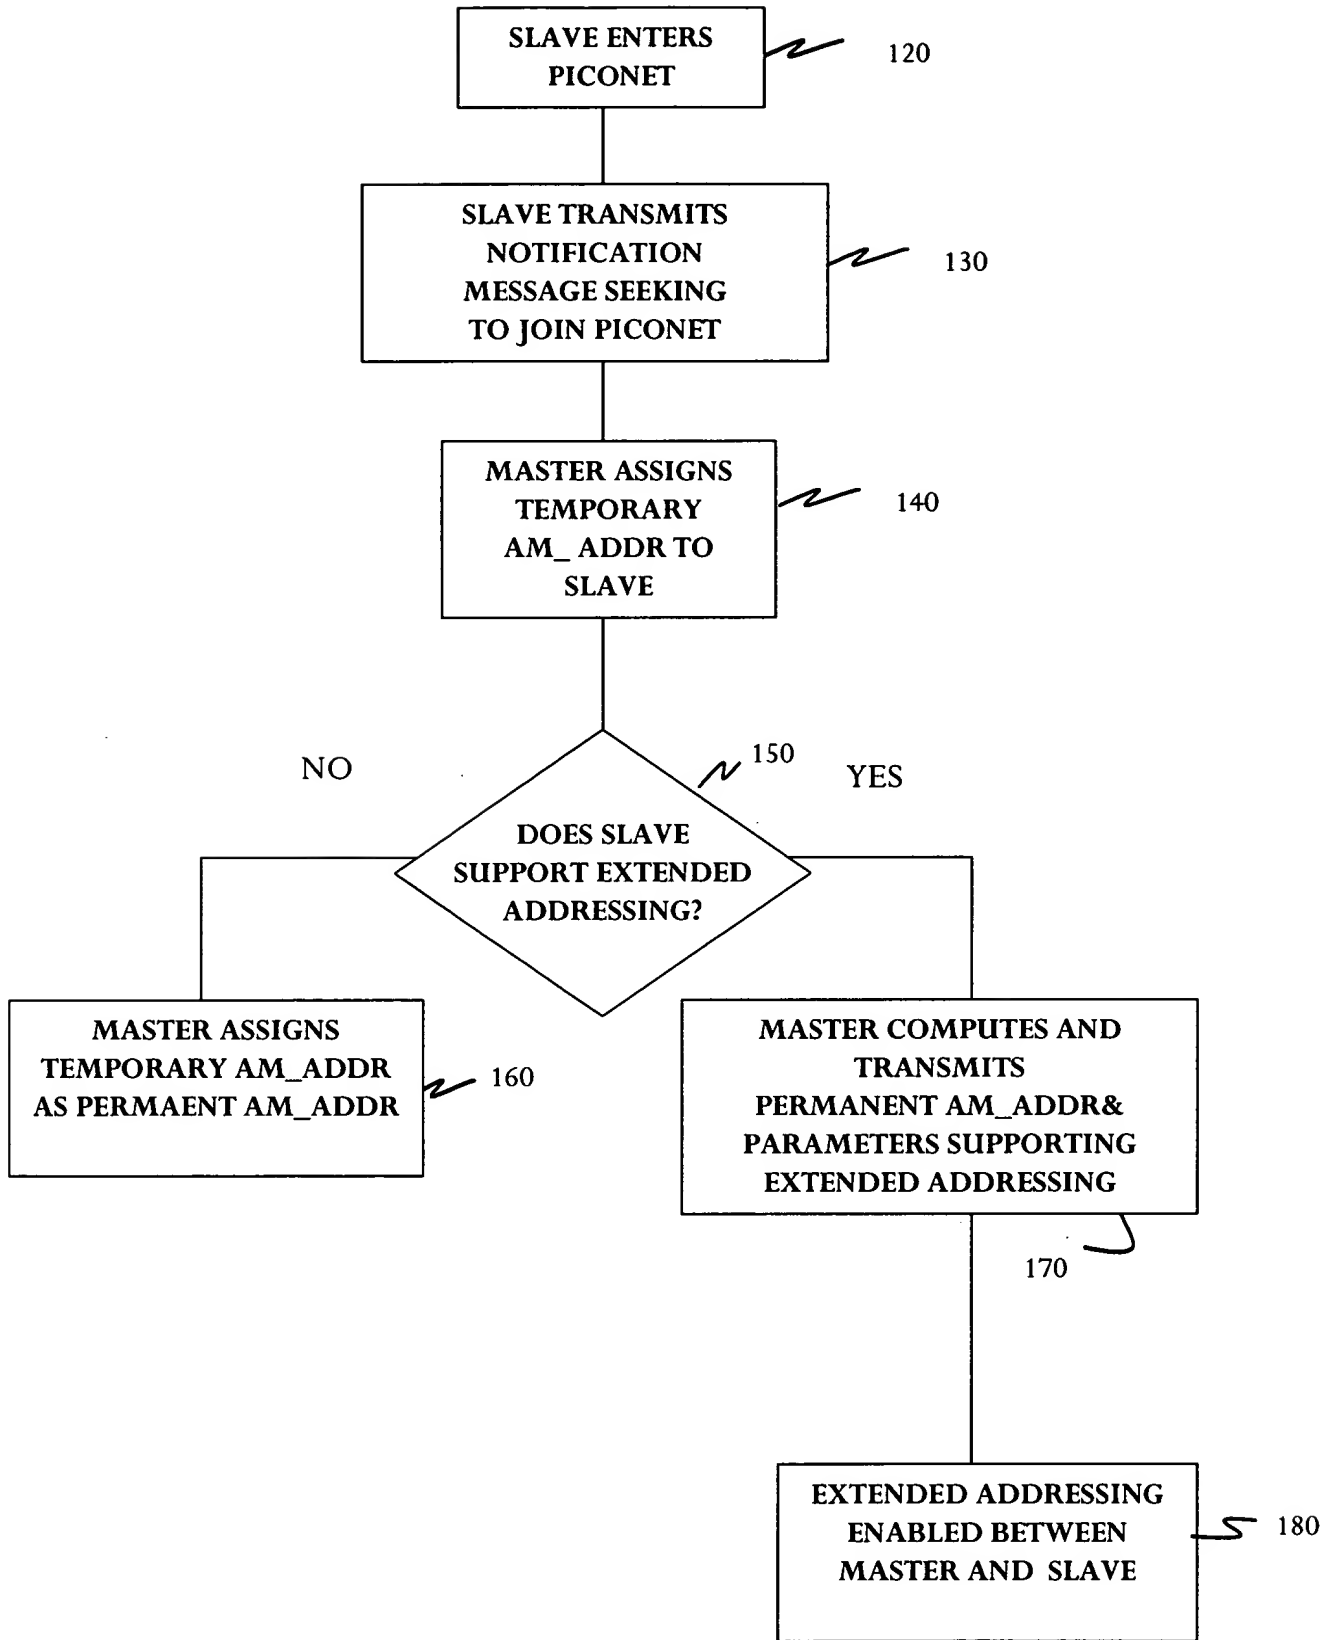 SLAVE ENTERS
PICONET
120
SLAVE TRANSMITS
NOTIFICATION
MESSAGE SEEKING
TO JOIN PICONET
130
MASTER ASSIGNS
TEMPORARY
AM_ ADDR TO
SLAVE
140
NO
150
YES
DOES SLAVE
SUPPORT EXTENDED
ADDRESSING?
MASTER ASSIGNS
TEMPORARY AM_ADDR
AS PERMAENT AM_ADDR
160
MASTER COMPUTES AND
TRANSMITS
PERMANENT AM_ADDR&
PARAMETERS SUPPORTING
EXTENDED ADDRESSING
170
EXTENDED ADDRESSING
ENABLED BETWEEN
MASTER AND SLAVE
180